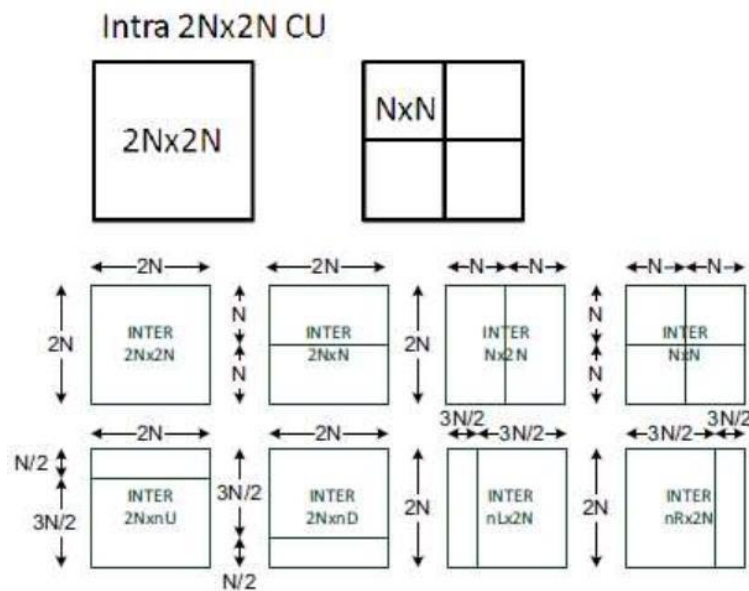 Intra 2Nx2N CU
2Nx2N
NxN
2N
2N
N
N
N
N
2N
INTER
2Nx2N
N
N
INTER
2NxN
2N
INTER
Nx2N
N
N
INTER
NxN
2N
2N
3N/2
3N/2
3N/2
3N/2
N/2
3N/2
INTER
2NxnU
3N/2
N/2
INTER
2NxnD
2N
INTER
nLx2N
2N
INTER
nRx2N